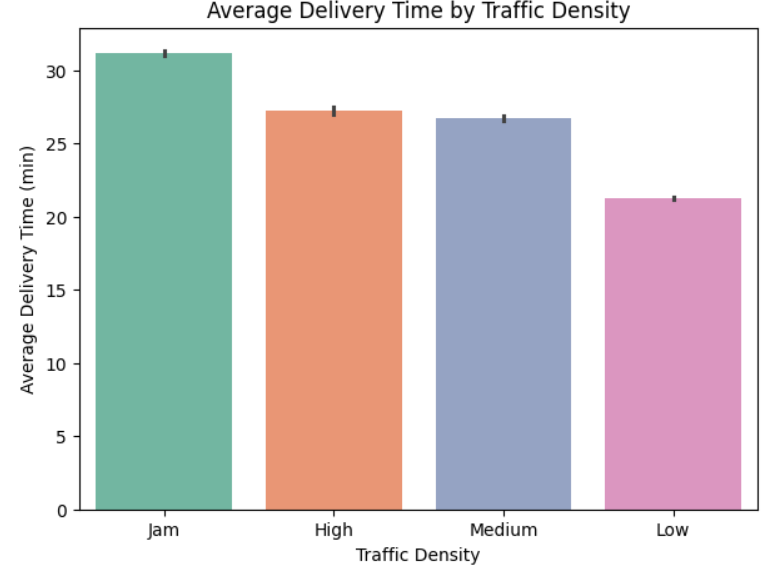 Average Delivery Time by Traffic Density
Average Delivery Time (min)
30
25
20
15
10
5
0
Jam High Medium Low
Traffic Density